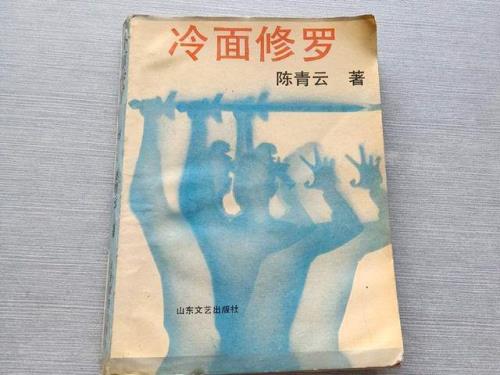 冷面修罗
陈青云 著
山东文艺出版社